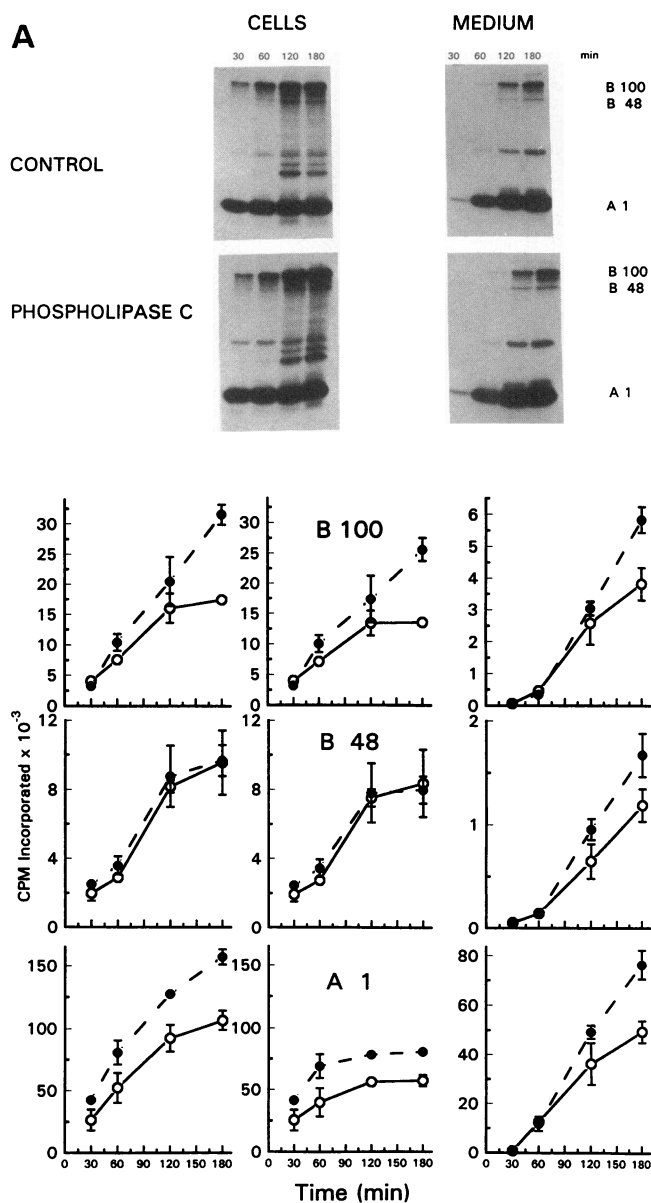 A
CELLS
MEDIUM
30 60 120 180
30 60 120 180
min
B 100
B 48
CONTROL
A 1
B 100
B 48
PHOSPHOLIPASE C
A 1
CPM Incorporated x 10⁻³
30
25
20
15
10
5
0
30
25
20
15
10
5
0
B 100
6
5
4
3
2
1
0
12
8
4
0
12
8
4
0
B 48
2
1
0
150
100
50
0
150
100
50
0
A 1
80
60
40
20
0
0 30 60 90 120 150 180
0 30 60 90 120 150 180
0 30 60 90 120 150 180
Time (min)